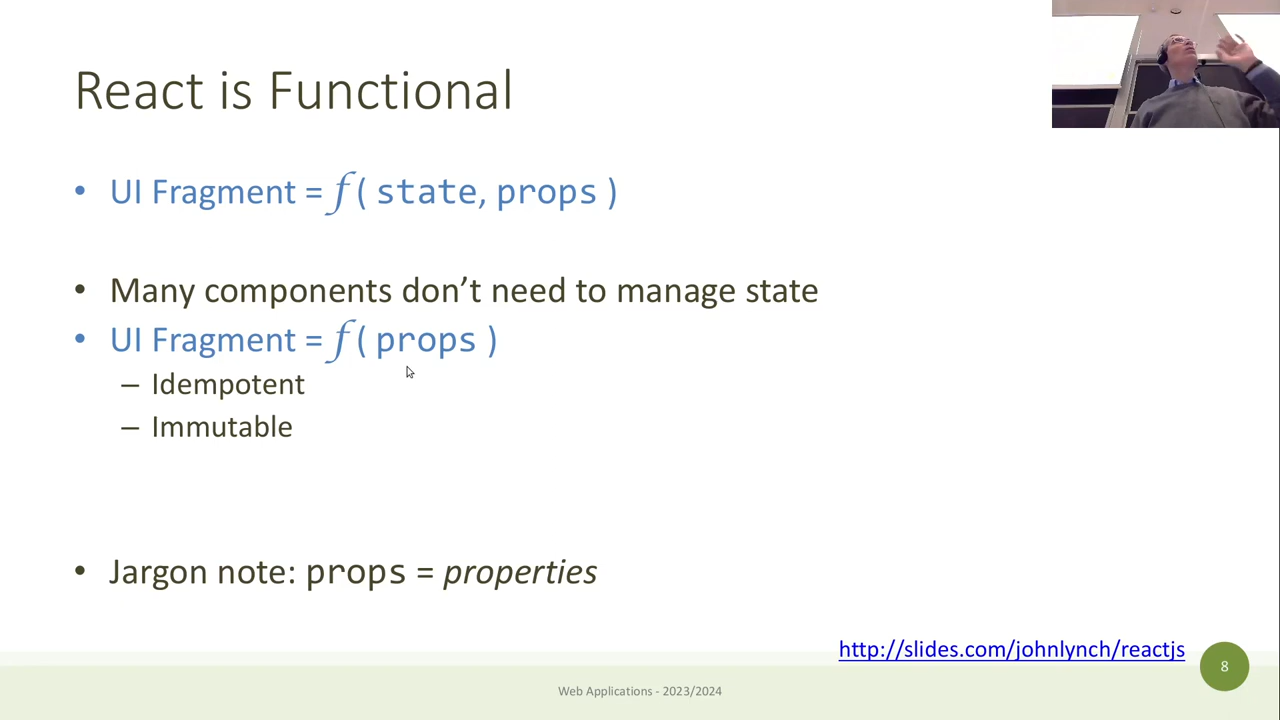 React is Functional
• UI Fragment = f ( state, props )
• Many components don’t need to manage state
• UI Fragment = f ( props )
– Idempotent
– Immutable
• Jargon note: props = properties
http://slides.com/johnlynch/reactjs
8
Web Applications - 2023/2024